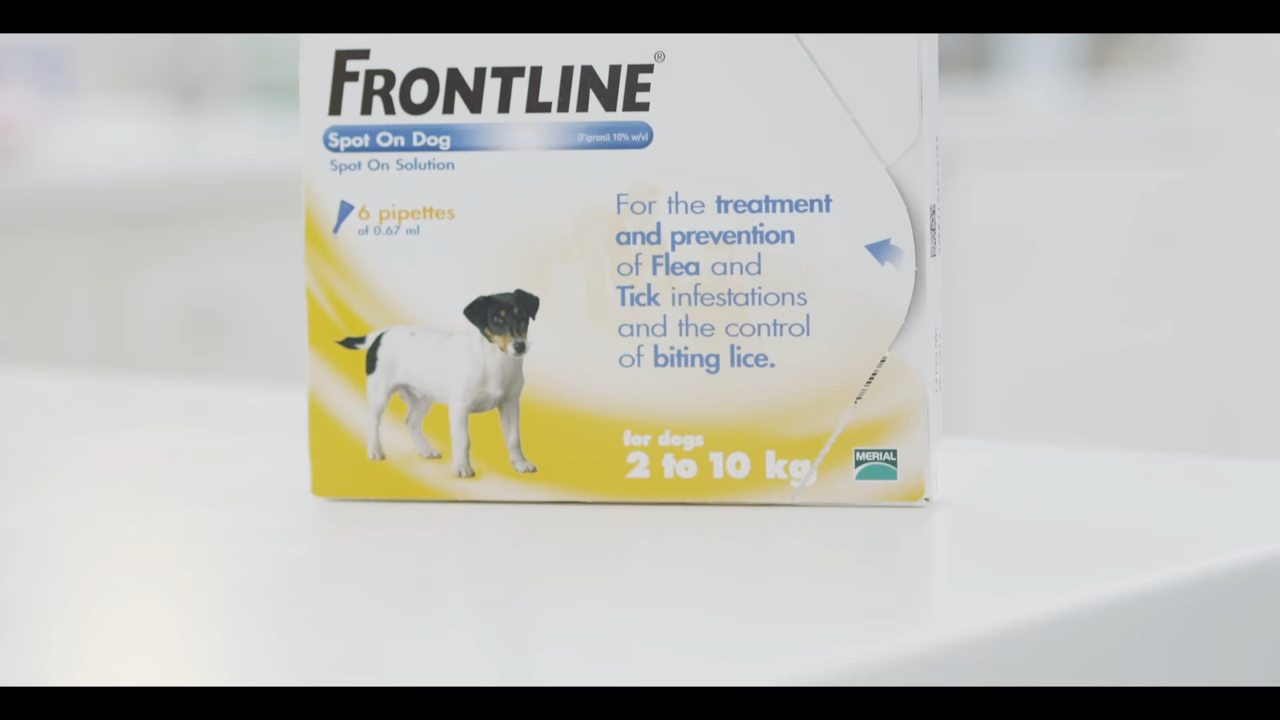 FRONTLINE®
Spot On Dog (Fipronil 10% w/v)
Spot On Solution
6 pipettes
of 0.67 ml
For the treatment
and prevention
of Flea and
Tick infestations
and the control
of biting lice.
for dogs
2 to 10 kg
MERIAL